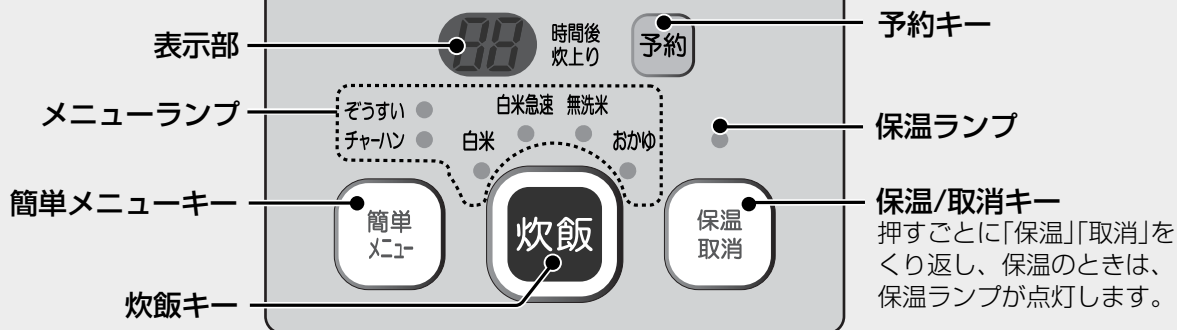 表示部
メニューランプ
簡単メニューキー
炊飯キー
88
時間後
炊上り
予約
ぞうすい
チャーハン
白米
白米急速
無洗米
おかゆ
簡単
メニュー
炊飯
保温
取消
予約キー
保温ランプ
保温/取消キー
押すごとに「保温」「取消」を
くり返し、保温のときは、
保温ランプが点灯します。